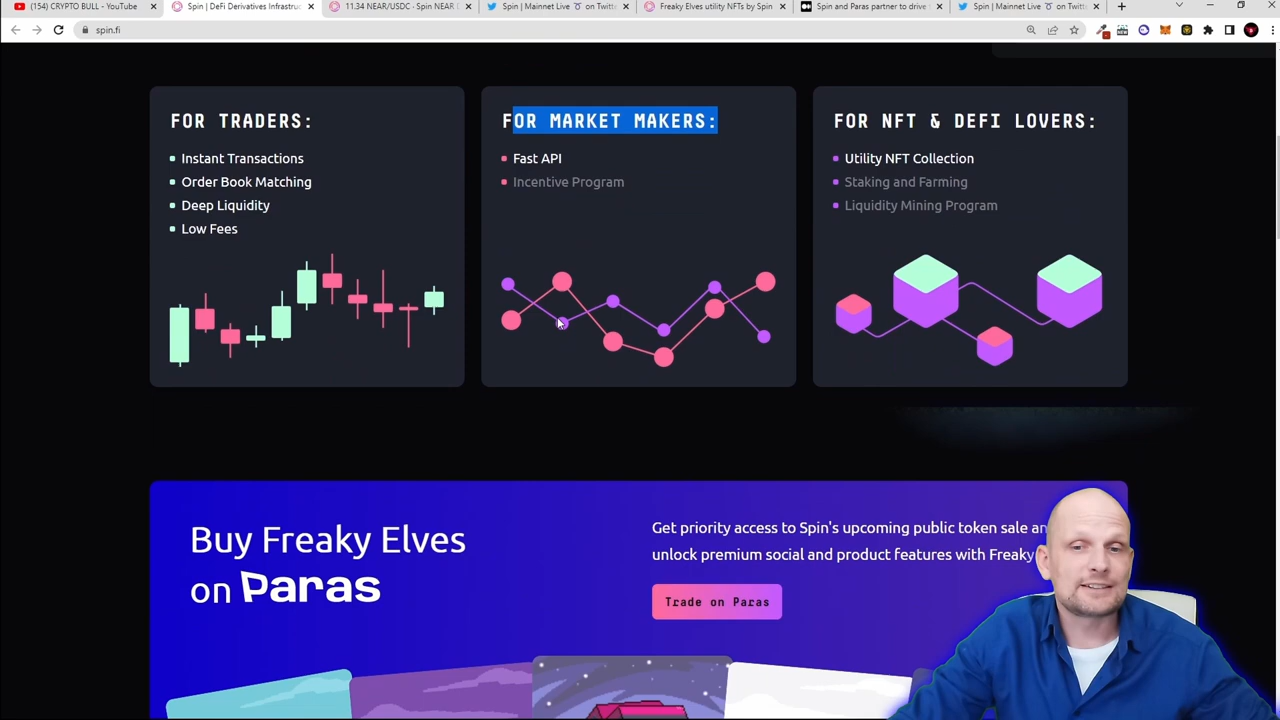 (154) CRYPTO BULL - YouTube
Spin | DeFi Derivatives Infrastruc
11.34 NEAR/USDC · Spin NEAR
Spin | Mainnet Live on Twitt
Freaky Elves utility NFTs by Spin
Spin and Paras partner to drive
Spin | Mainnet Live on Twitt
spin.fi
FOR TRADERS:
Instant Transactions
Order Book Matching
Deep Liquidity
Low Fees
FOR MARKET MAKERS:
Fast API
Incentive Program
FOR NFT & DEFI LOVERS:
Utility NFT Collection
Staking and Farming
Liquidity Mining Program
Buy Freaky Elves
on Paras
Get priority access to Spin's upcoming public token sale an
unlock premium social and product features with Freaky
Trade on Paras